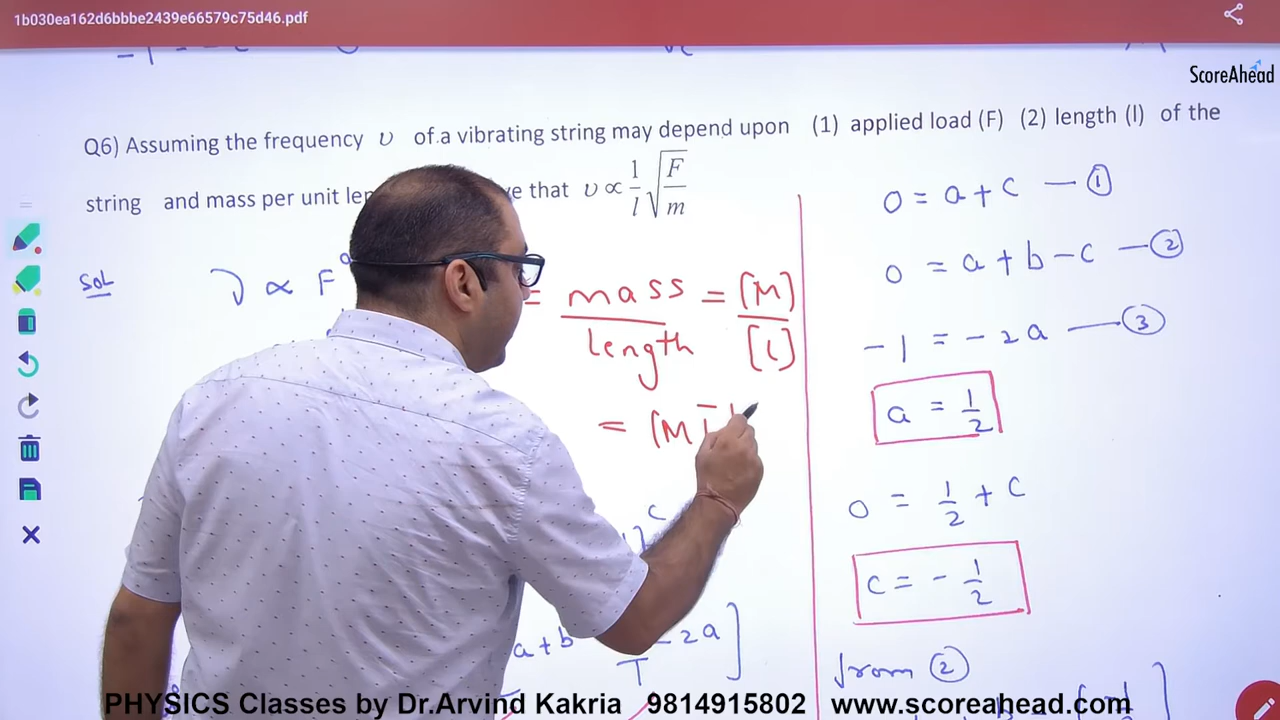 1b030ea162d6bbbe2439e66579c75d46.pdf
ScoreAhead
Q6) Assuming the frequency υ of a vibrating string may depend upon (1) applied load (F) (2) length (l) of the
string and mass per unit that υ ∝ 1/l √F/m
Sol
ν ∝ F^a
= mass/length = [M]/[L]
= [M L
c
a+b T^-2a]
0 = a + c — ①
0 = a + b - c — ②
-1 = -2a — ③
a = 1/2
0 = 1/2 + c
c = -1/2
from ②
PHYSICS Classes by Dr.Arvind Kakria 9814915802 www.scoreahead.com